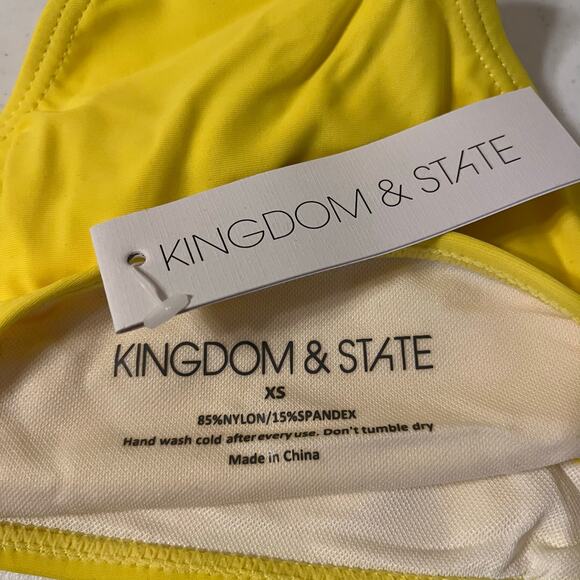 KINGDOM & STATE
KINGDOM & STATE
XS
85%NYLON/15%SPANDEX
Hand wash cold after every use. Don't tumble dry
Made in China